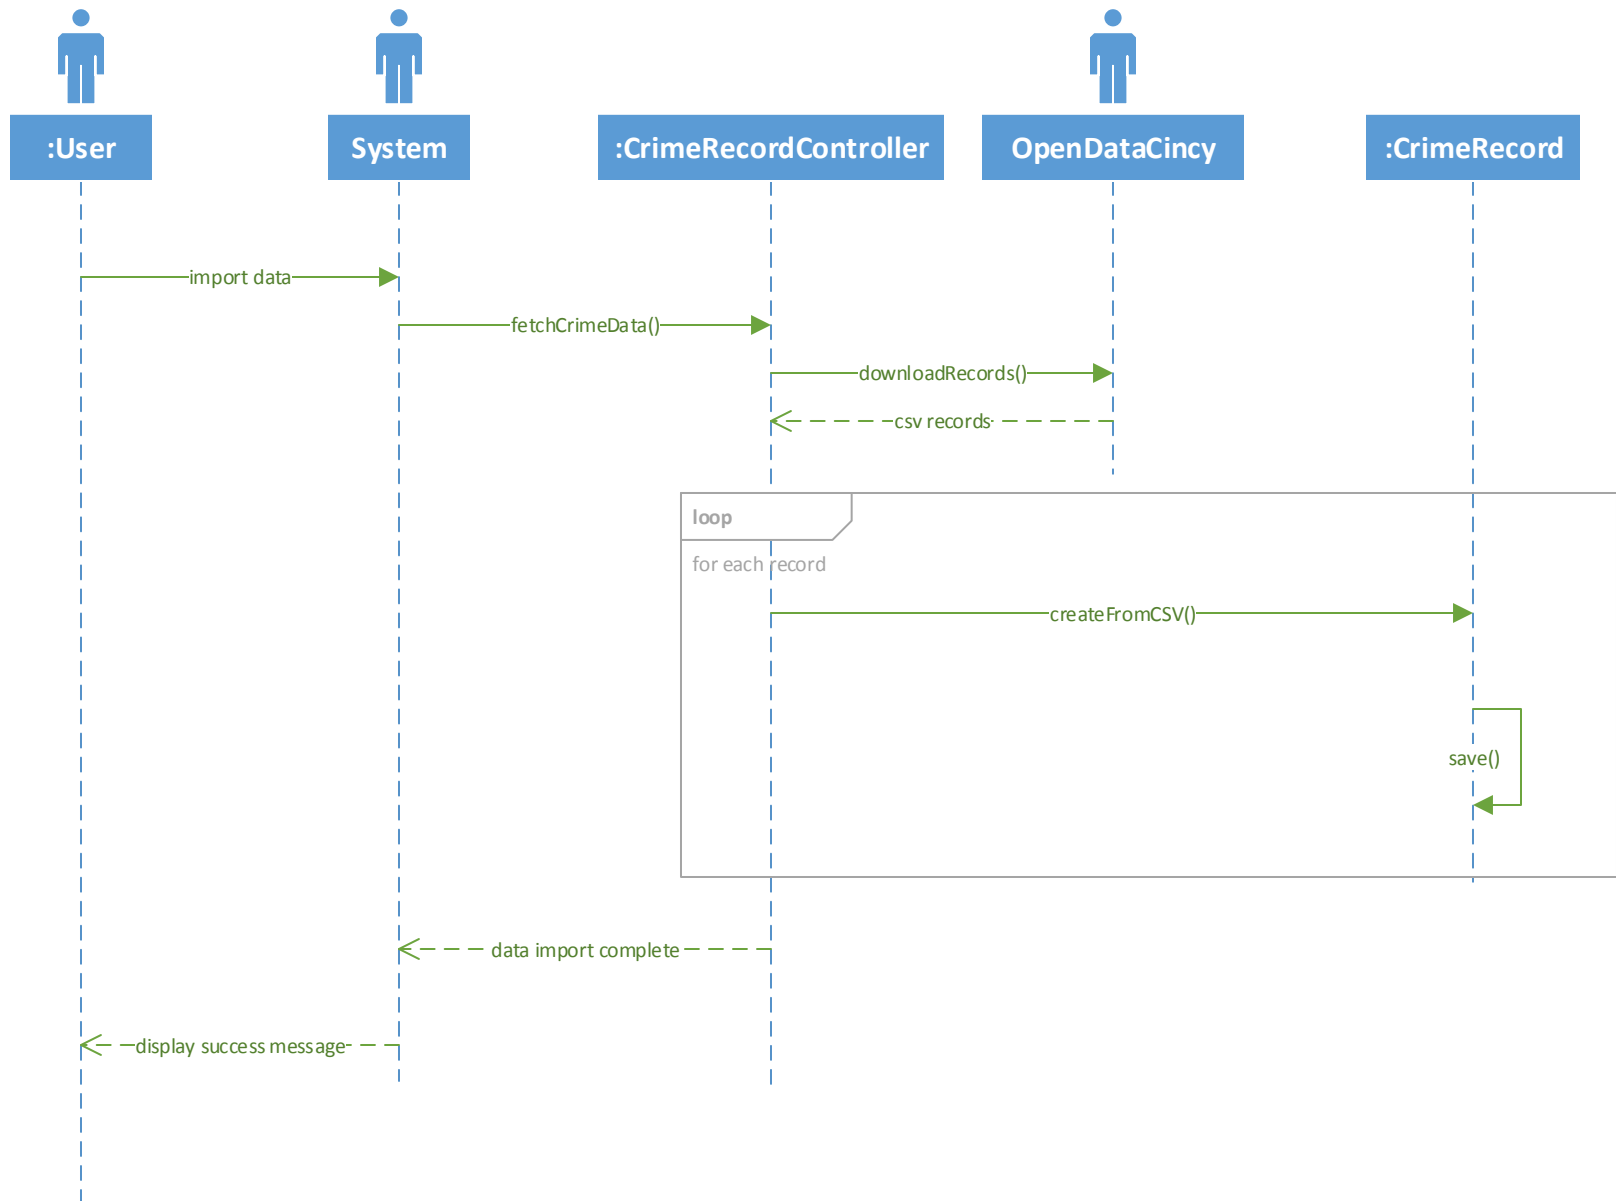 :User
System
:CrimeRecordController
OpenDataCincy
:CrimeRecord
import data
fetchCrimeData()
downloadRecords()
csv records
loop
for each record
createFromCSV()
save()
data import complete
display success message